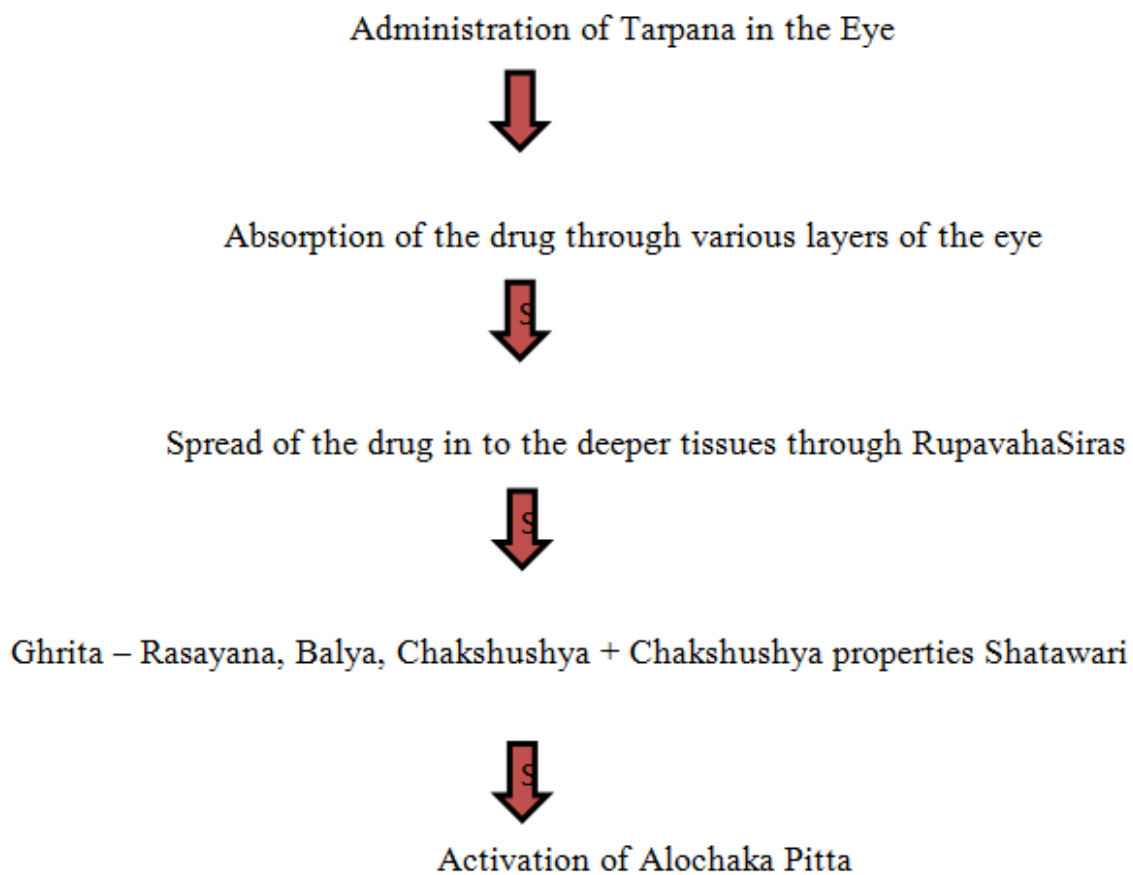 Administration of Tarpana in the Eye
Absorption of the drug through various layers of the eye
S
Spread of the drug in to the deeper tissues through RupavahaSiras
S
Ghrita – Rasayana, Balya, Chakshushya + Chakshushya properties Shatawari
S
Activation of Alochaka Pitta